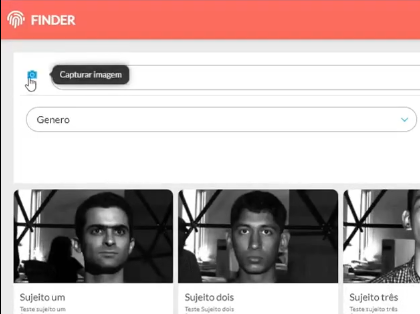 FINDER
Capturar imagem
Genero
Sujeito um
Teste sujeito um
Sujeito dois
Teste Sujeito dois
Sujeito três
Teste sujeito três